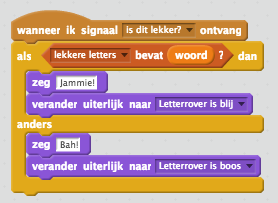 wanneer ik signaal is dit lekker? ontvang
als lekkere letters bevat woord ? dan
zeg Jammie!
verander uiterlijk naar Letterrover is blij
anders
zeg Bah!
verander uiterlijk naar Letterrover is boos